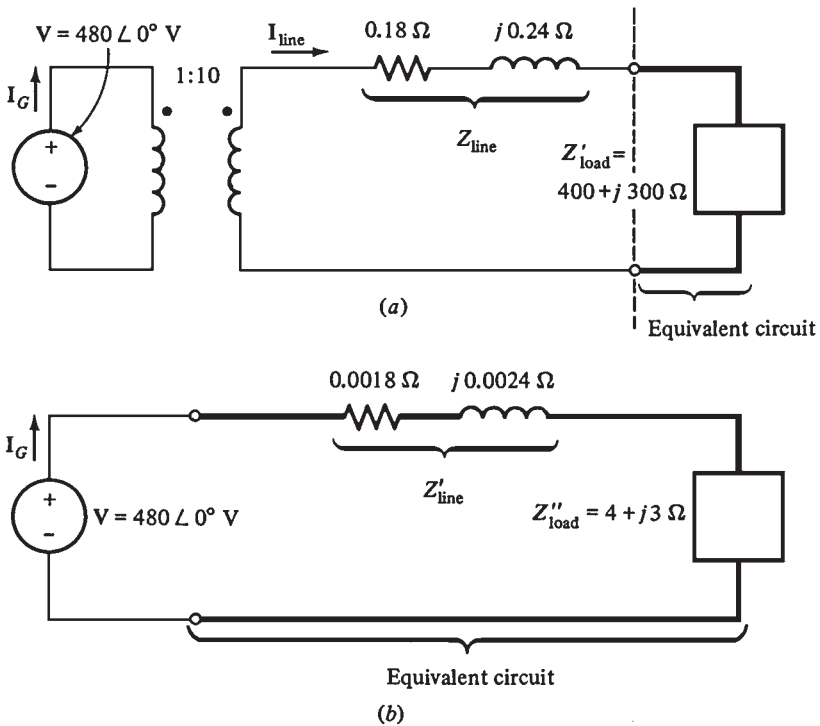 V = 480 ∠ 0° V
I_line
0.18 Ω
j 0.24 Ω
I_G
1:10
+
−
Z_line
Z′_load =
400 + j 300 Ω
(a)
Equivalent circuit
0.0018 Ω
j 0.0024 Ω
I_G
+
−
V = 480 ∠ 0° V
Z′_line
Z″_load = 4 + j3 Ω
Equivalent circuit
(b)